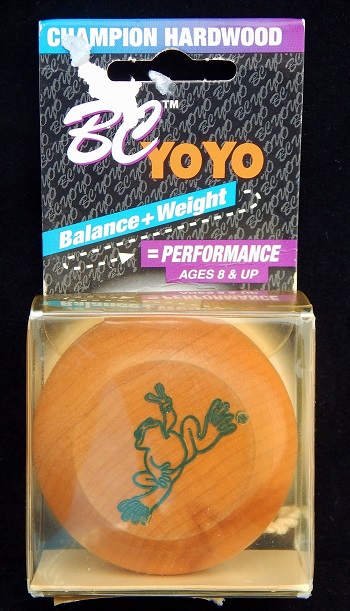 CHAMPION HARDWOOD
BC™
YOYO
Balance+Weight
= PERFORMANCE
AGES 8 & UP